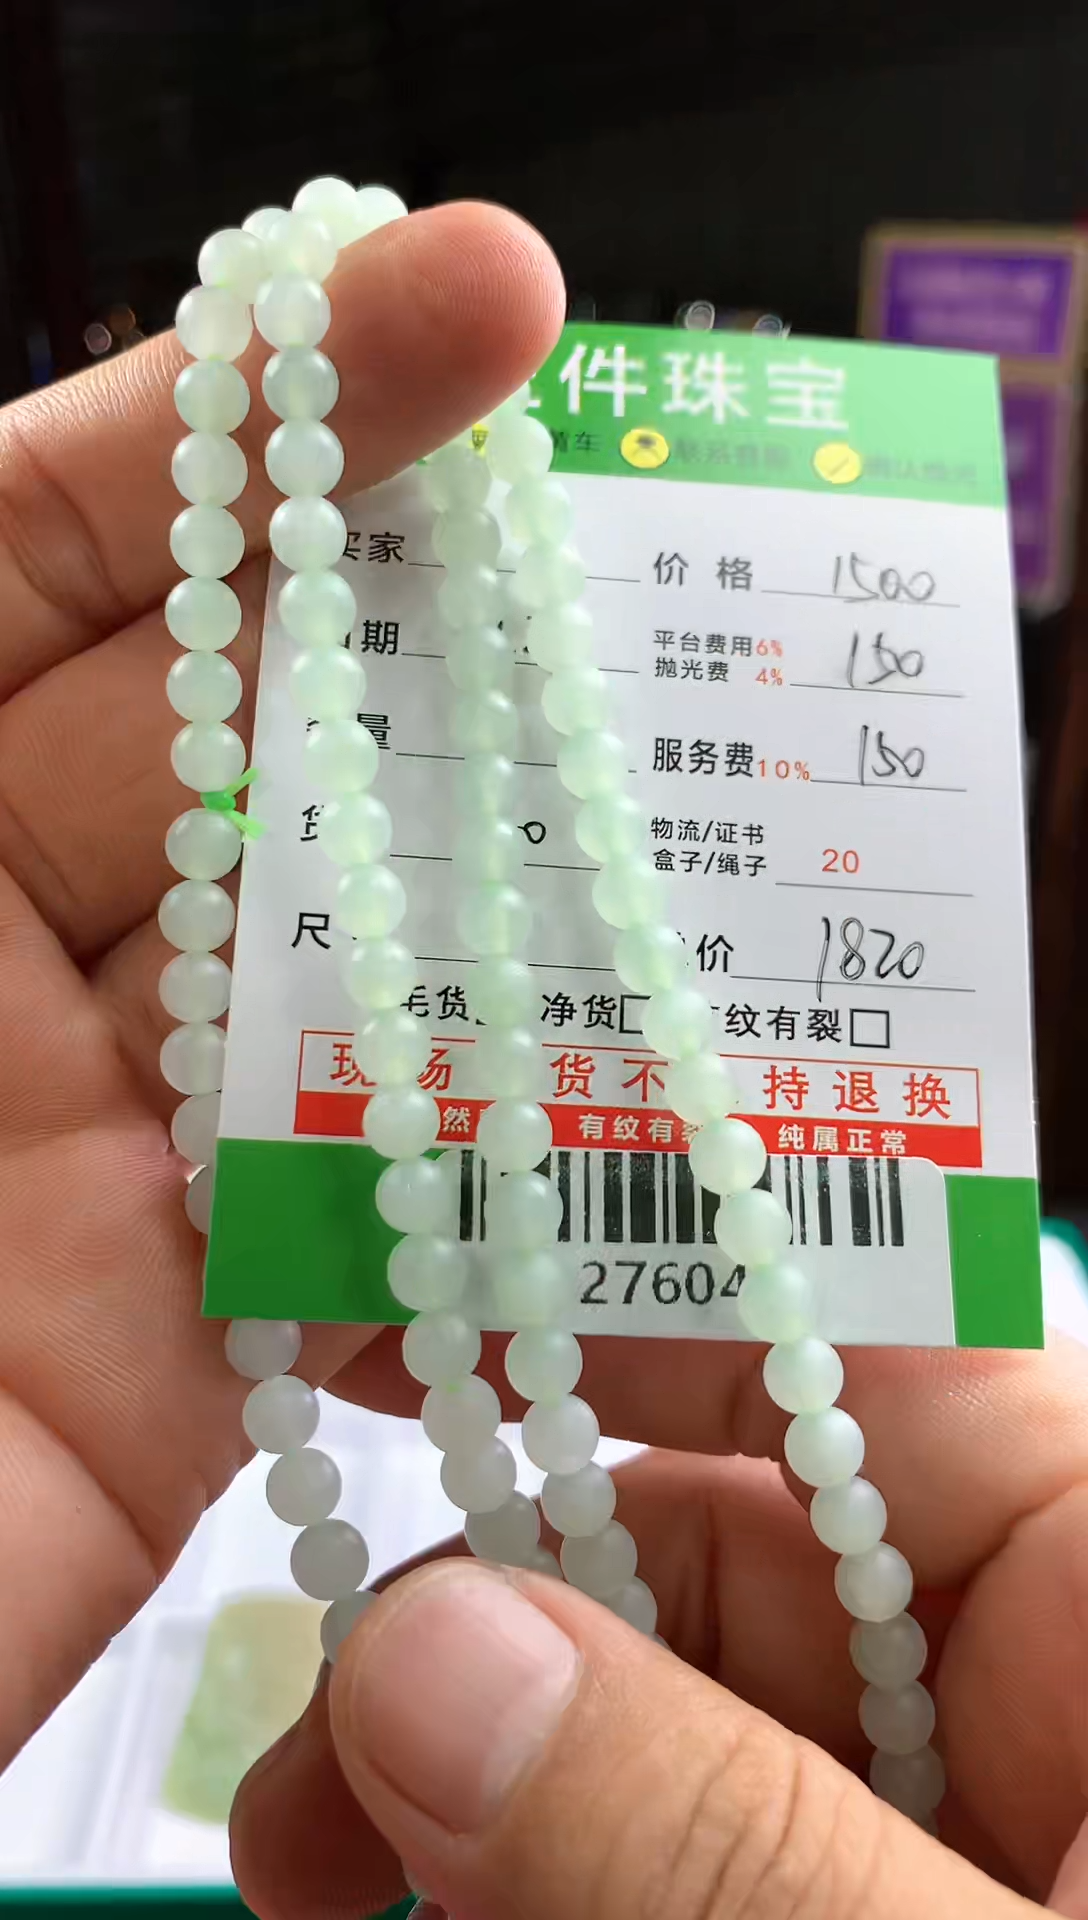 件珠宝
买家 价 格 1500
期 平台费用6%
抛光费 4% 150
量 服务费10% 150
物流/证书
盒子/绳子 20
尺 价 1820
毛货 净货□ 纹有裂□
现场 货不 持退换
然 有纹有裂 纯属正常
27604